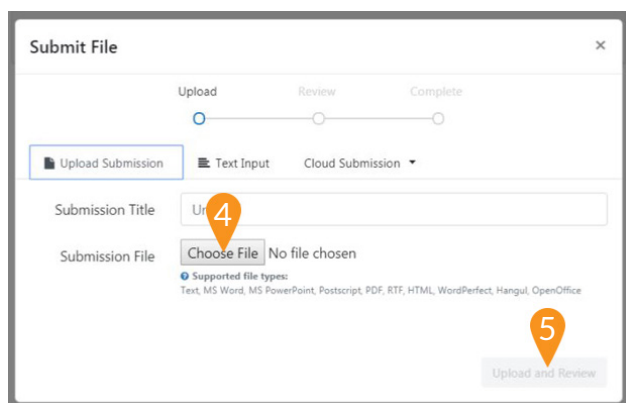 Submit File ×
Upload Review Complete
Upload Submission Text Input Cloud Submission
Submission Title
4
Submission File Choose File No file chosen
Supported file types:
Text, MS Word, MS PowerPoint, Postscript, PDF, RTF, HTML, WordPerfect, Hangul, OpenOffice
5
Upload and Review